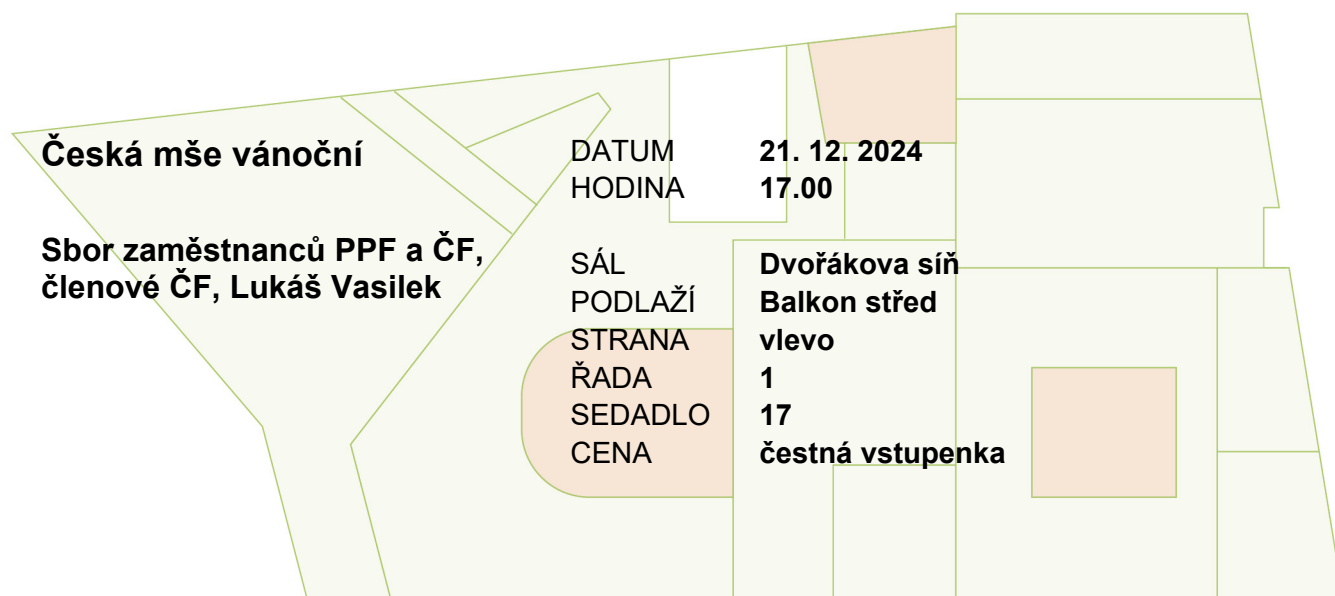 Česká mše vánoční
Sbor zaměstnanců PPF a ČF,
členové ČF, Lukáš Vasilek
DATUM 21. 12. 2024
HODINA 17.00
SÁL Dvořákova síň
PODLAŽÍ Balkon střed
STRANA vlevo
ŘADA 1
SEDADLO 17
CENA čestná vstupenka